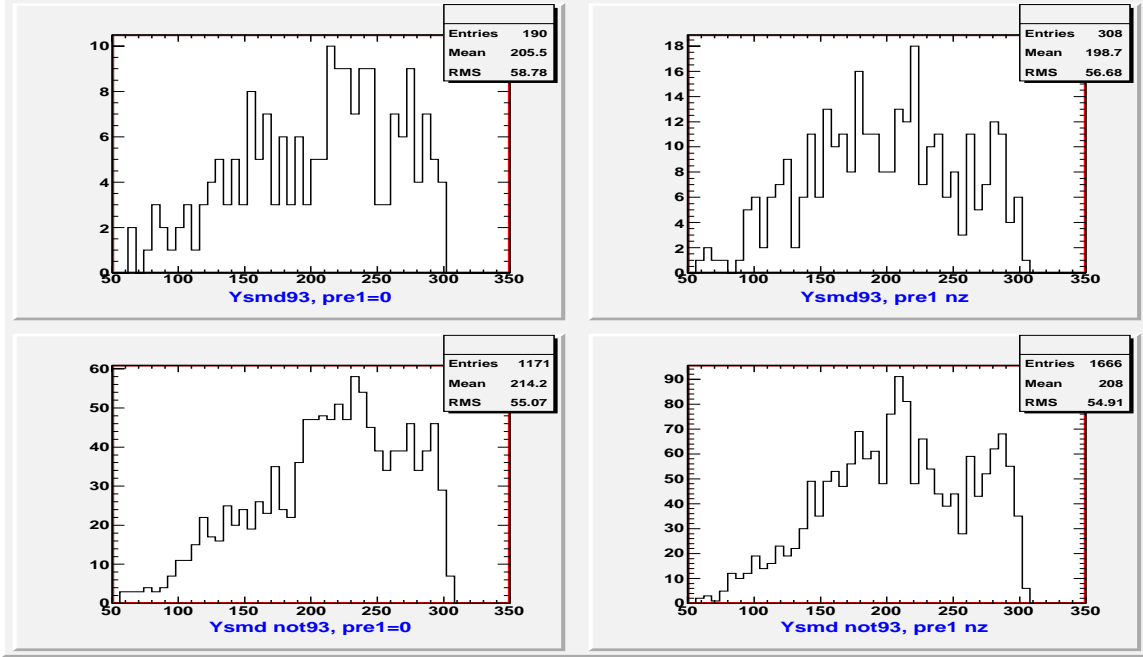 Entries 190
Mean 205.5
RMS 58.78
10
8
6
4
2
0
50 100 150 200 250 300 350
Ysmd93, pre1=0
Entries 308
Mean 198.7
RMS 56.68
18
16
14
12
10
8
6
4
2
0
50 100 150 200 250 300 350
Ysmd93, pre1 nz
Entries 1171
Mean 214.2
RMS 55.07
60
50
40
30
20
10
0
50 100 150 200 250 300 350
Ysmd not93, pre1=0
Entries 1666
Mean 208
RMS 54.91
90
80
70
60
50
40
30
20
10
0
50 100 150 200 250 300 350
Ysmd not93, pre1 nz